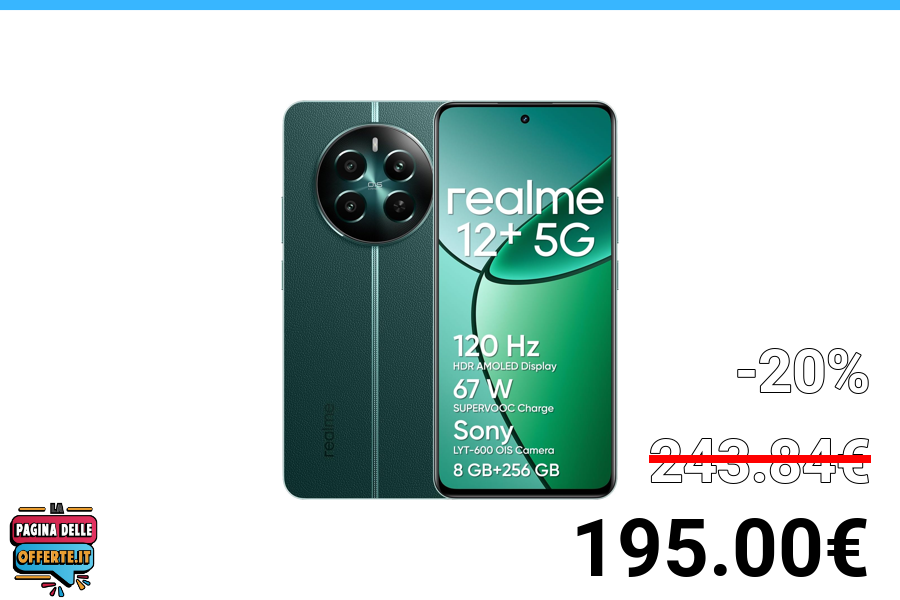 OIS
realme
realme
12+ 5G
120 Hz
HDR AMOLED Display
67 W
SUPERVOOC Charge
Sony
LYT-600 OIS Camera
8 GB+256 GB
-20%
243.84€
195.00€
LA
PAGINA DELLE
OFFERTE.IT